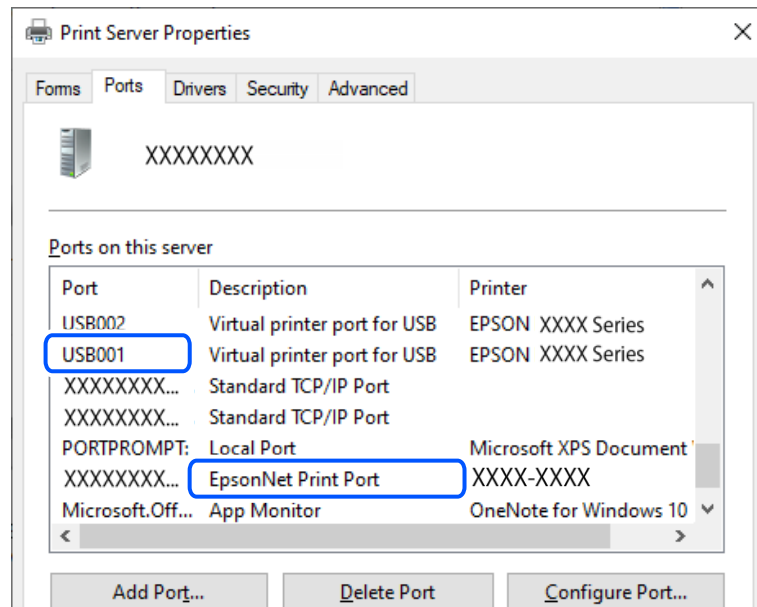 Print Server Properties
Forms Ports Drivers Security Advanced
XXXXXXXX
Ports on this server
Port Description Printer
USB002 Virtual printer port for USB EPSON XXXX Series
USB001 Virtual printer port for USB EPSON XXXX Series
XXXXXXXX... Standard TCP/IP Port
XXXXXXXX... Standard TCP/IP Port
PORTPROMPT: Local Port Microsoft XPS Document
XXXXXXXX... EpsonNet Print Port XXXX-XXXX
Microsoft.Off... App Monitor OneNote for Windows 10
Add Port... Delete Port Configure Port...